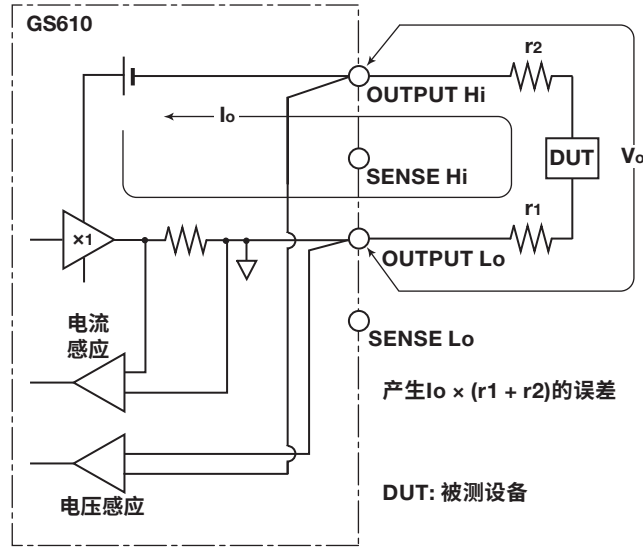 GS610
r2
OUTPUT Hi
Io
DUT
Vo
SENSE Hi
r1
×1
OUTPUT Lo
电流
感应
SENSE Lo
产生Io × (r1 + r2)的误差
电压感应
DUT: 被测设备